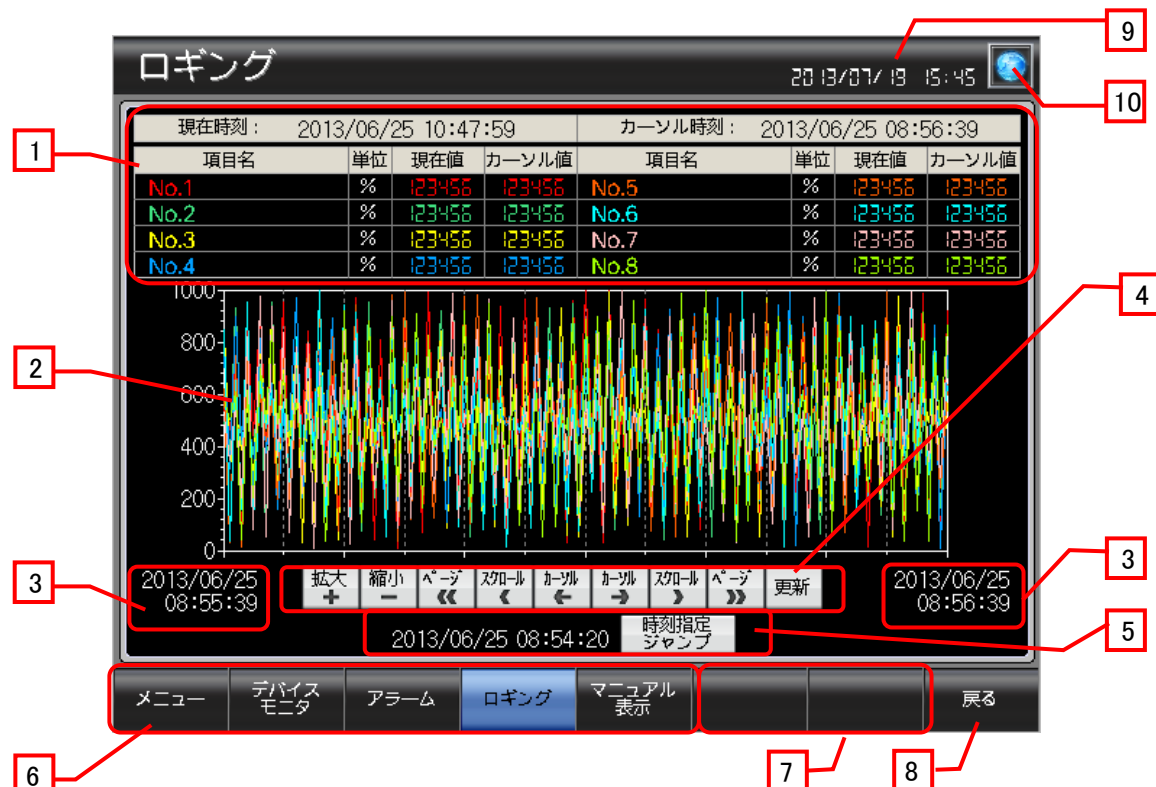 9
ロギング 2013/07/19 15:45
10
1
現在時刻： 2013/06/25 10:47:59 カーソル時刻： 2013/06/25 08:56:39
項目名 単位 現在値 カーソル値 項目名 単位 現在値 カーソル値
No.1 % 123456 123456 No.5 % 123456 123456
No.2 % 123456 123456 No.6 % 123456 123456
No.3 % 123456 123456 No.7 % 123456 123456
No.4 % 123456 123456 No.8 % 123456 123456
4
1000
800
2
600
400
200
0
3
2013/06/25
08:55:39
拡大 +
縮小 −
ﾍﾟｰｼﾞ ❮❮
ｽｸﾛｰﾙ ❮
ｶｰｿﾙ ←
ｶｰｿﾙ →
ｽｸﾛｰﾙ ❯
ﾍﾟｰｼﾞ ❯❯
更新
2013/06/25
08:56:39
3
2013/06/25 08:54:20
時刻指定
ジャンプ
5
メニュー
デバイス
モニタ
アラーム
ロギング
マニュアル
表示
戻る
6
7
8